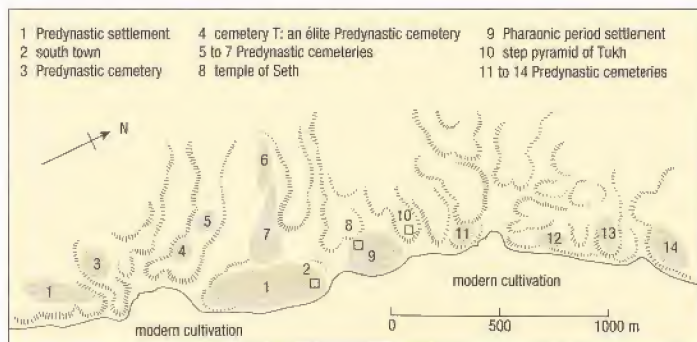 1 Predynastic settlement
2 south town
3 Predynastic cemetery
4 cemetery T: an élite Predynastic cemetery
5 to 7 Predynastic cemeteries
8 temple of Seth
9 Pharaonic period settlement
10 step pyramid of Tukh
11 to 14 Predynastic cemeteries
N
6
5
7
8
10
4
3
9
11
12
13
14
2
1
1
modern cultivation
modern cultivation
0 500 1000 m